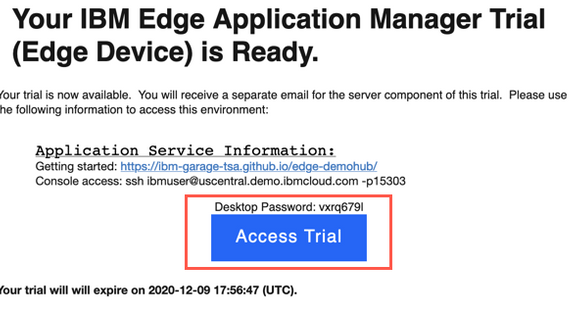 Your IBM Edge Application Manager Trial
(Edge Device) is Ready.
Your trial is now available.  You will receive a separate email for the server component of this trial.  Please use
the following information to access this environment:
Application Service Information:
Getting started: https://ibm-garage-tsa.github.io/edge-demohub/
Console access: ssh ibmuser@uscentral.demo.ibmcloud.com -p15303
Desktop Password: vxrq679l
Access Trial
Your trial will will expire on 2020-12-09 17:56:47 (UTC).